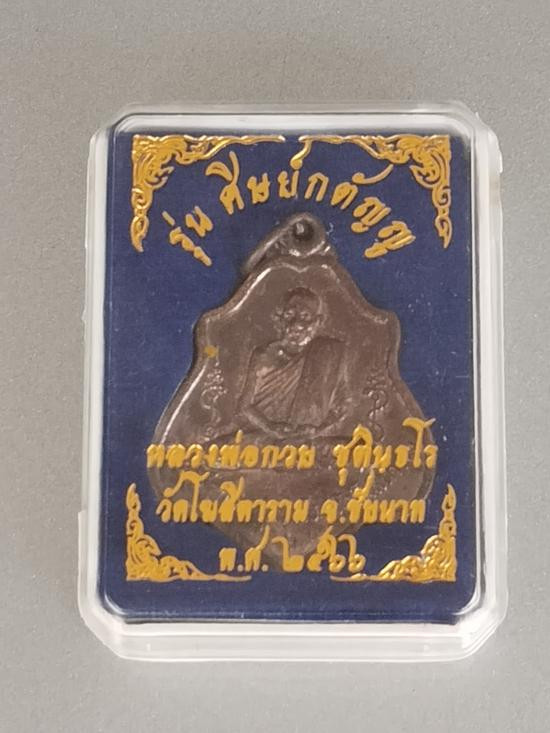 รุ่น ศิษย์กตัญญู
หลวงพ่อกวย ชุตินฺธโร
วัดโฆสิตาราม จ.ชัยนาท
พ.ศ.๒๕๖๖